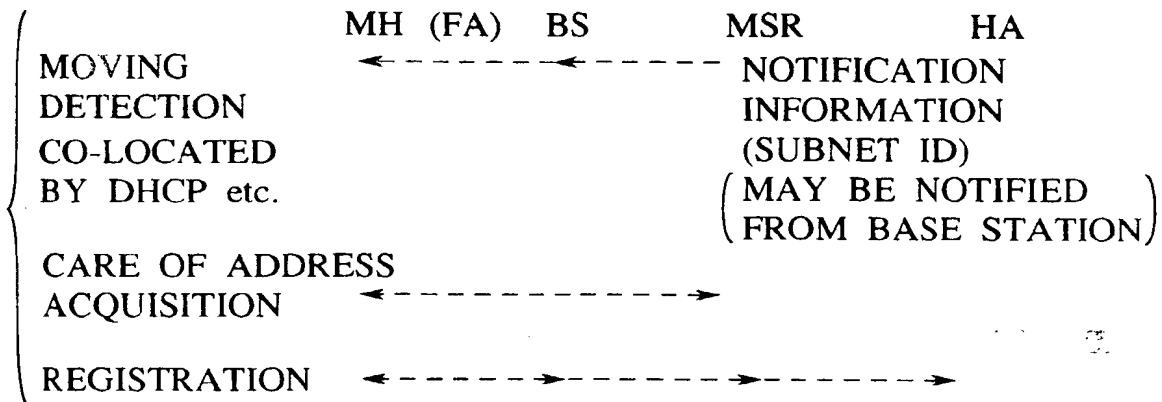 MH (FA) BS MSR HA
MOVING NOTIFICATION
DETECTION INFORMATION
CO-LOCATED (SUBNET ID)
BY DHCP etc. (MAY BE NOTIFIED
FROM BASE STATION)
CARE OF ADDRESS
ACQUISITION
REGISTRATION